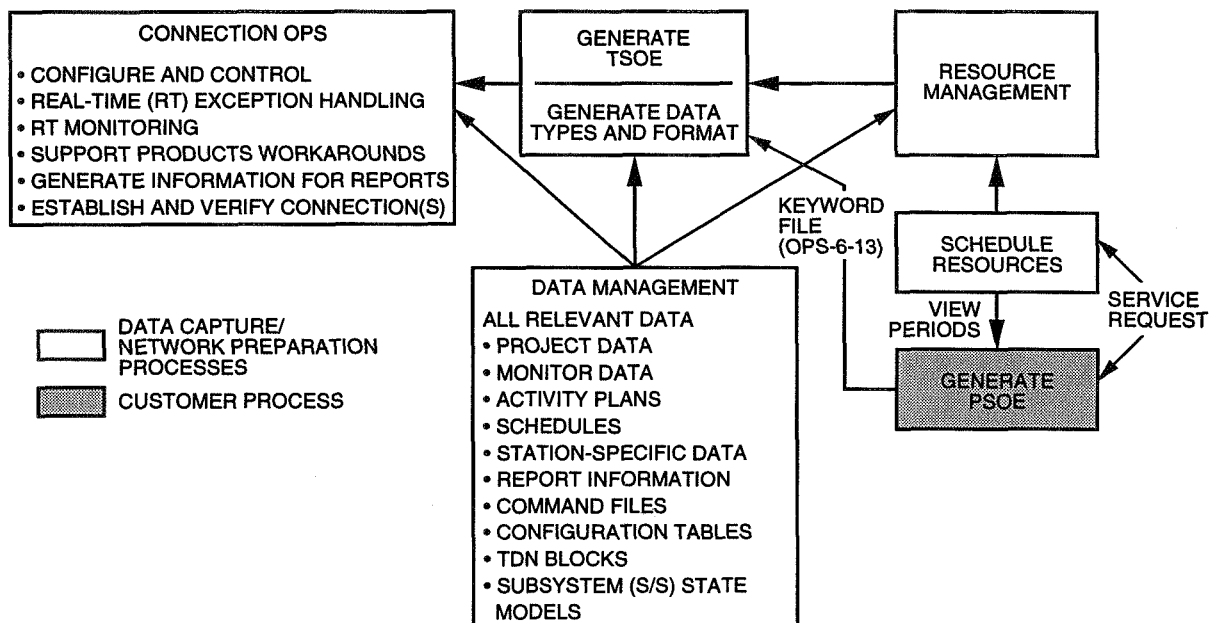 CONNECTION OPS
• CONFIGURE AND CONTROL
• REAL-TIME (RT) EXCEPTION HANDLING
• RT MONITORING
• SUPPORT PRODUCTS WORKAROUNDS
• GENERATE INFORMATION FOR REPORTS
• ESTABLISH AND VERIFY CONNECTION(S)
GENERATE
TSOE
GENERATE DATA
TYPES AND FORMAT
RESOURCE
MANAGEMENT
KEYWORD
FILE
(OPS-6-13)
SCHEDULE
RESOURCES
VIEW
PERIODS
SERVICE
REQUEST
GENERATE
PSOE
DATA MANAGEMENT
ALL RELEVANT DATA
• PROJECT DATA
• MONITOR DATA
• ACTIVITY PLANS
• SCHEDULES
• STATION-SPECIFIC DATA
• REPORT INFORMATION
• COMMAND FILES
• CONFIGURATION TABLES
• TDN BLOCKS
• SUBSYSTEM (S/S) STATE
MODELS
DATA CAPTURE/
NETWORK PREPARATION
PROCESSES
CUSTOMER PROCESS